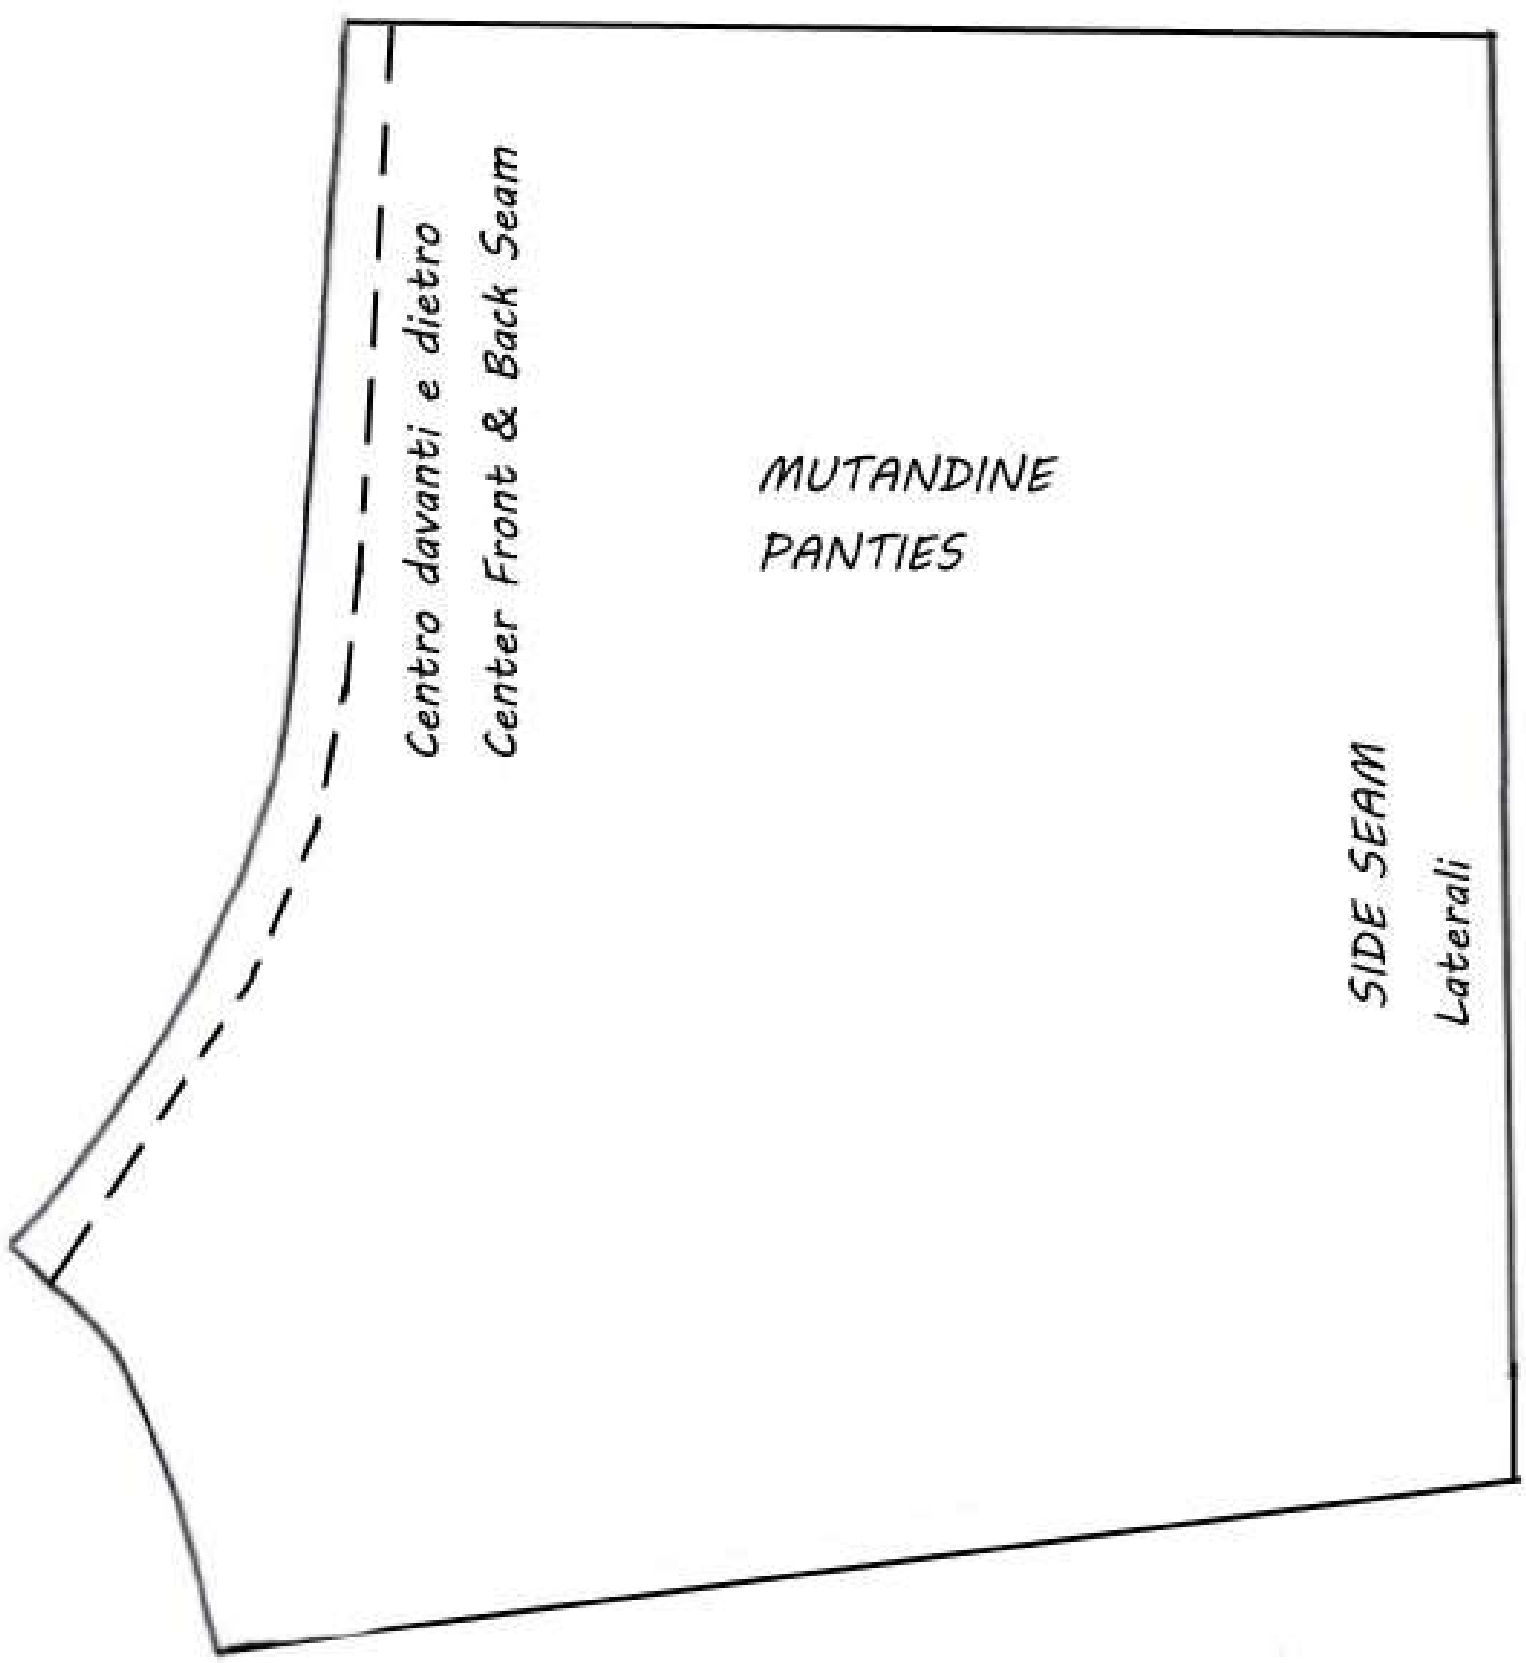 Centro davanti e dietro
Center Front & Back Seam
MUTANDINE
PANTIES
SIDE SEAM
Laterali